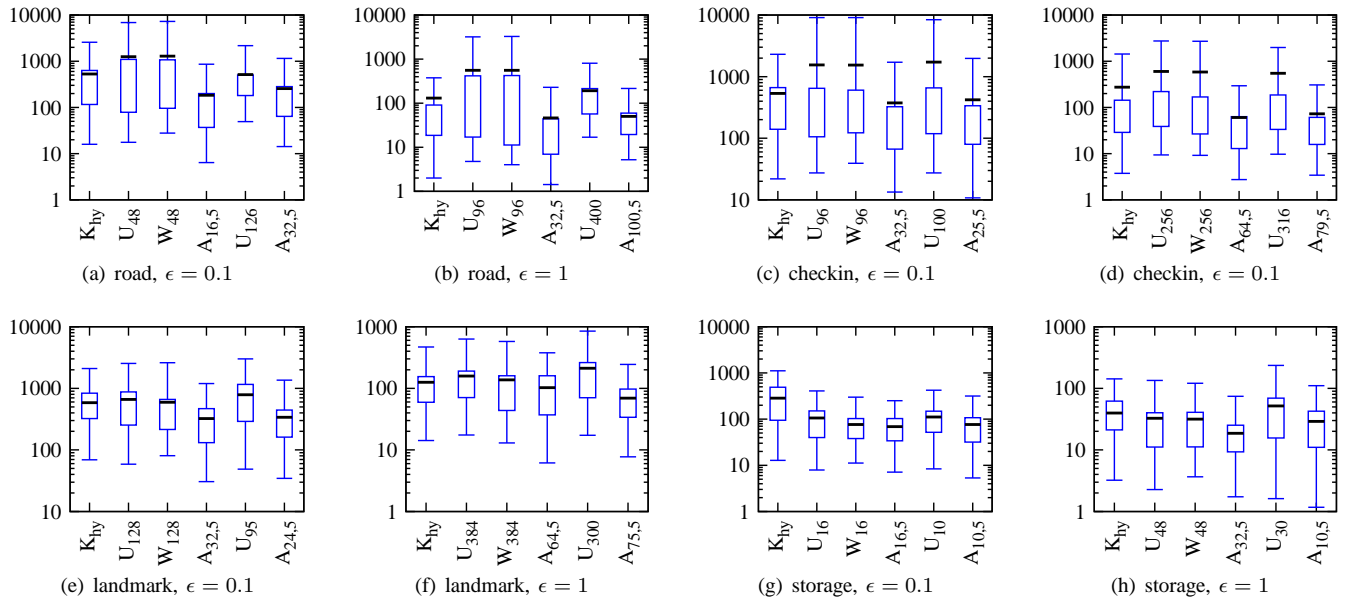 10000 10000 10000 10000
1000 1000 1000
1000
100 100 100
100
10 10 10
1 1 10 1
K_hy U_48 W_48 A_16,5 U_126 A_32,5
K_hy U_96 W_96 A_32,5 U_400 A_100,5
K_hy U_96 W_96 A_32,5 U_100 A_25,5
K_hy U_256 W_256 A_64,5 U_316 A_79,5
(a) road, ϵ = 0.1
(b) road, ϵ = 1
(c) checkin, ϵ = 0.1
(d) checkin, ϵ = 0.1
10000 1000 10000 1000
1000
1000 100 100
100
100 10 10
10 1 1 1
K_hy U_128 W_128 A_32,5 U_95 A_24,5
K_hy U_384 W_384 A_64,5 U_300 A_75,5
K_hy U_16 W_16 A_16,5 U_10 A_10,5
K_hy U_48 W_48 A_32,5 U_30 A_10,5
(e) landmark, ϵ = 0.1
(f) landmark, ϵ = 1
(g) storage, ϵ = 0.1
(h) storage, ϵ = 1